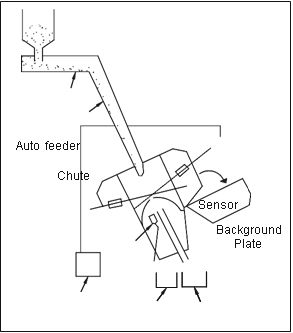 Auto feeder
Chute
Sensor
Background
Plate